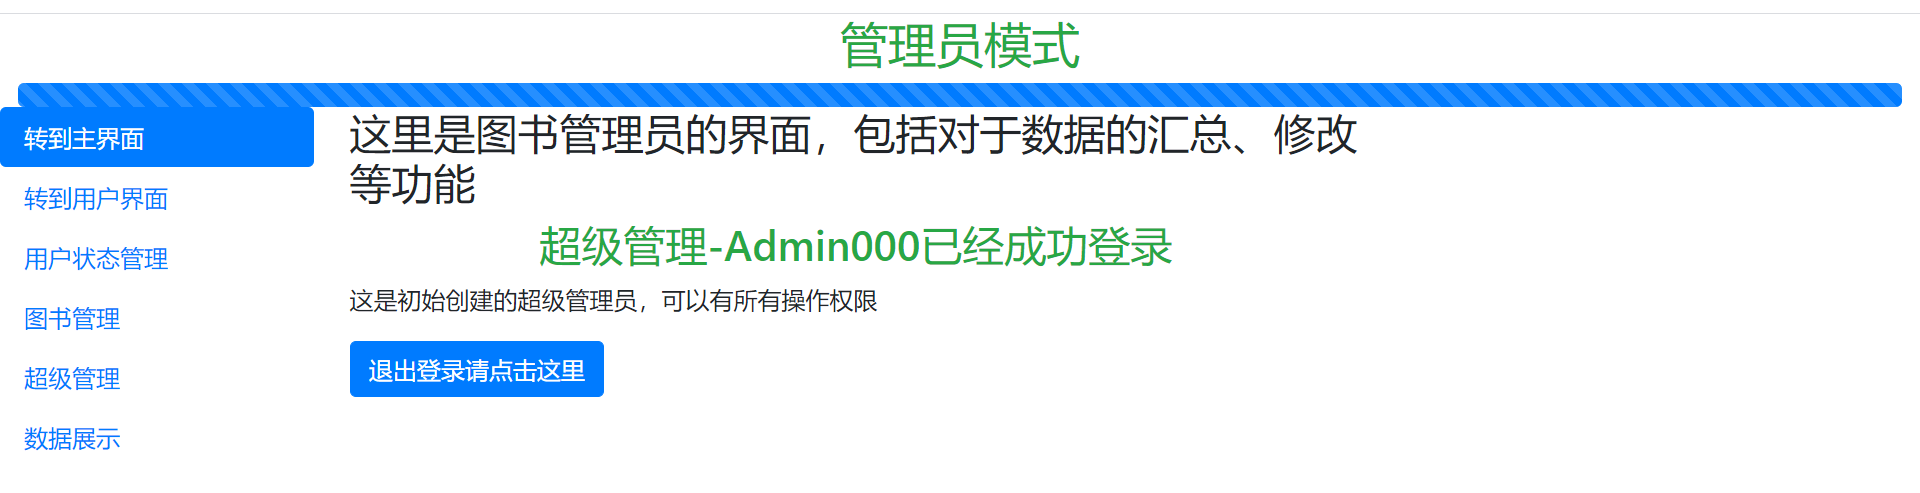 管理员模式
转到主界面
转到用户界面
用户状态管理
图书管理
超级管理
数据展示
这里是图书管理员的界面，包括对于数据的汇总、修改
等功能
超级管理-Admin000已经成功登录
这是初始创建的超级管理员，可以有所有操作权限
退出登录请点击这里